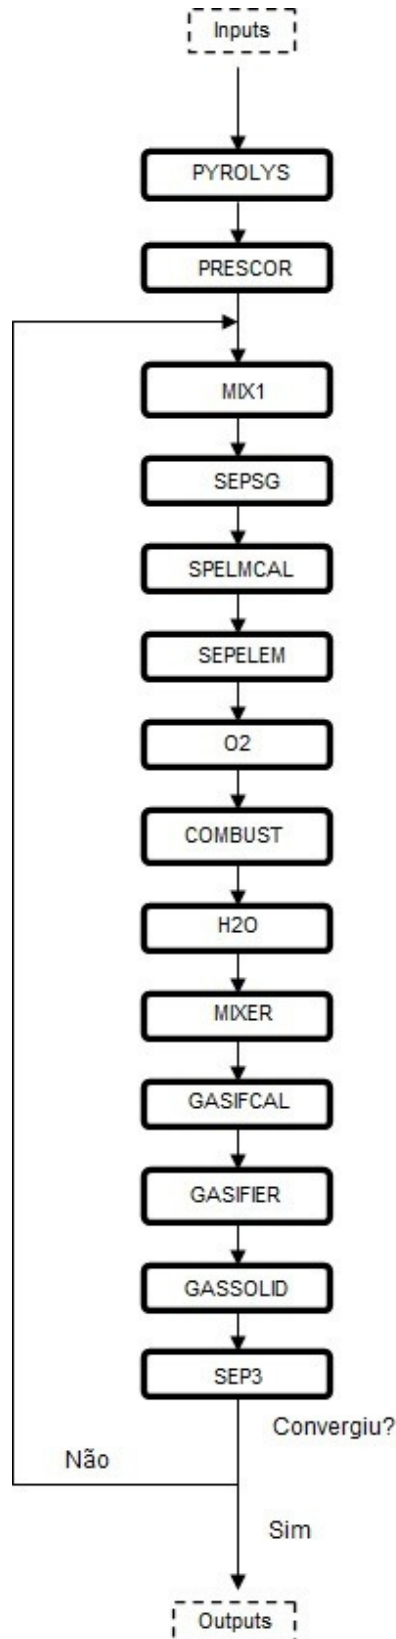 Inputs
PYROLYS
PRESCOR
MIX1
SEPSG
SPELMCAL
SEPELEM
O2
COMBUST
H2O
MIXER
GASIFCAL
GASIFIER
GASSOLID
SEP3
Convergiu?
Não
Sim
Outputs